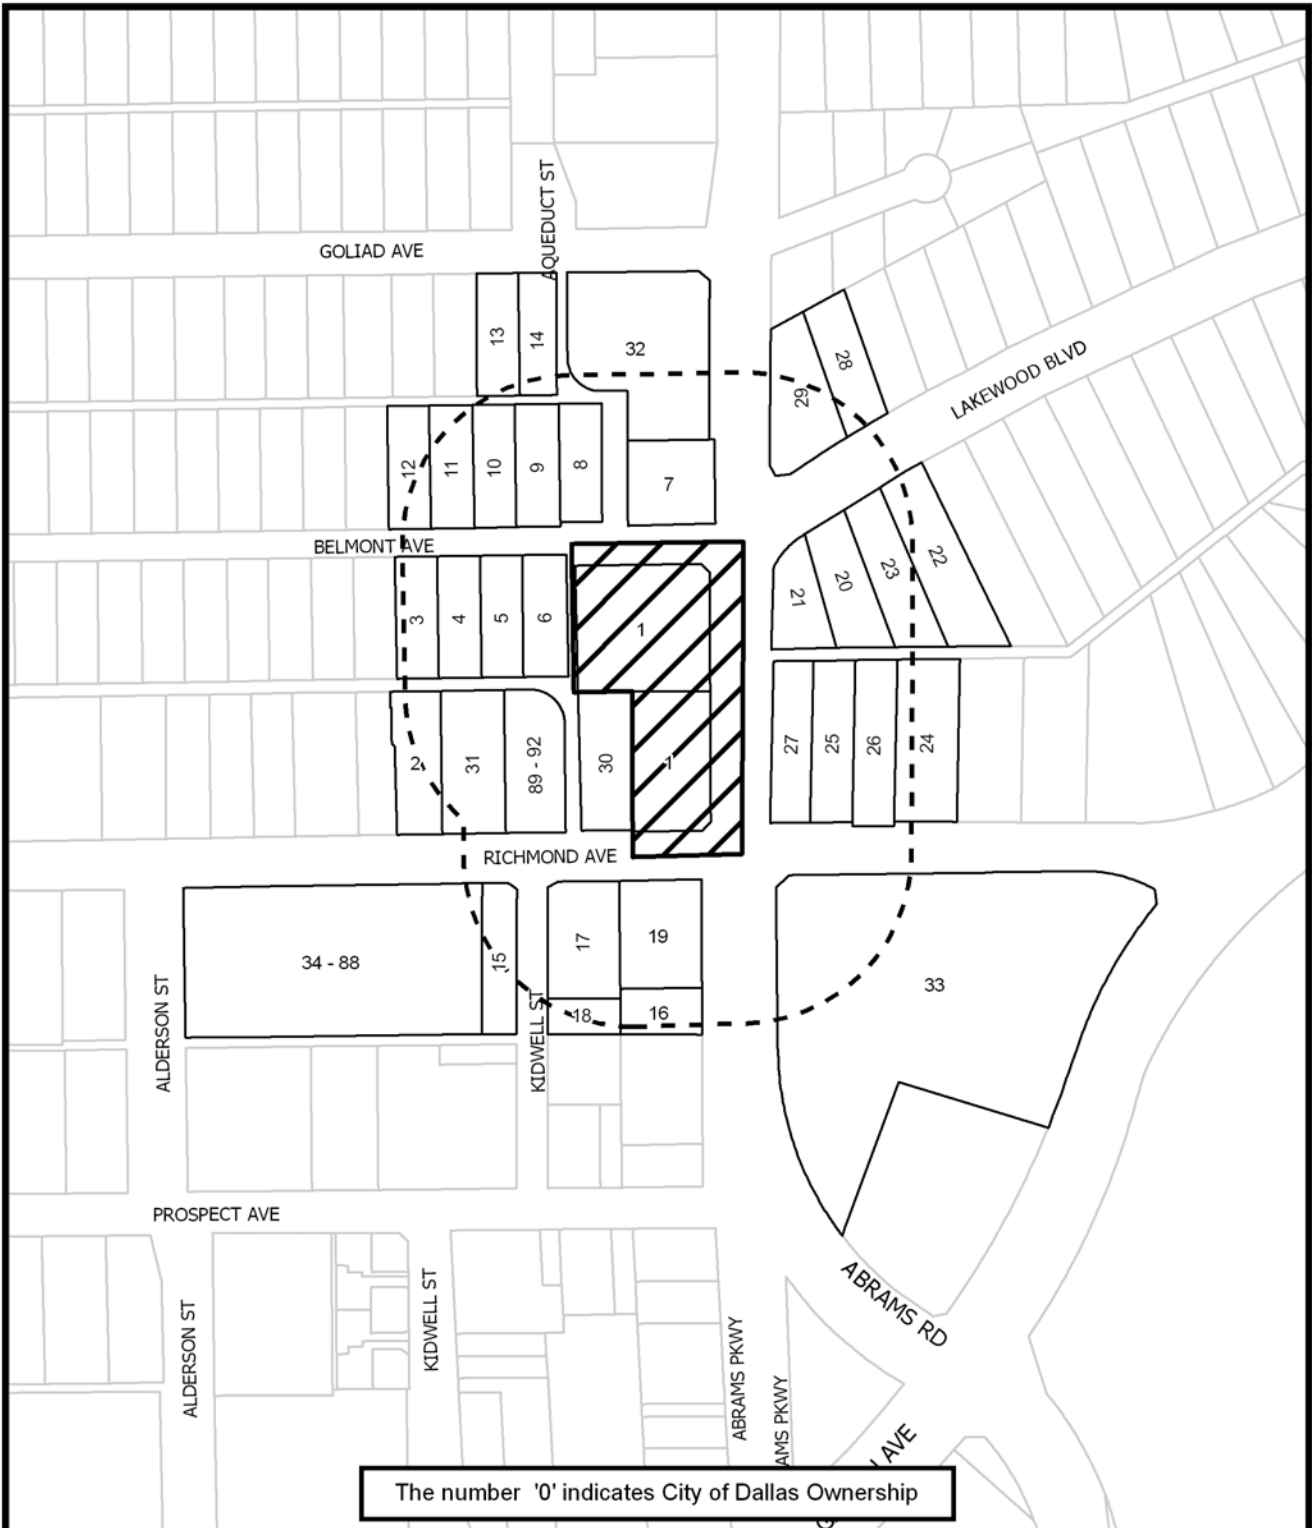 AQUEDUCT ST
GOLIAD AVE
13
14
32
28
29
LAKEWOOD BLVD
12
11
10
9
8
7
BELMONT AVE
3
4
5
6
1
21
20
23
22
2
31
89 - 92
30
1
27
25
26
24
RICHMOND AVE
34 - 88
15
17
19
18
16
33
ALDERSON ST
KIDWELL ST
PROSPECT AVE
ALDERSON ST
KIDWELL ST
ABRAMS RD
ABRAMS PKWY
AMS PKWY
AVE
The number '0' indicates City of Dallas Ownership